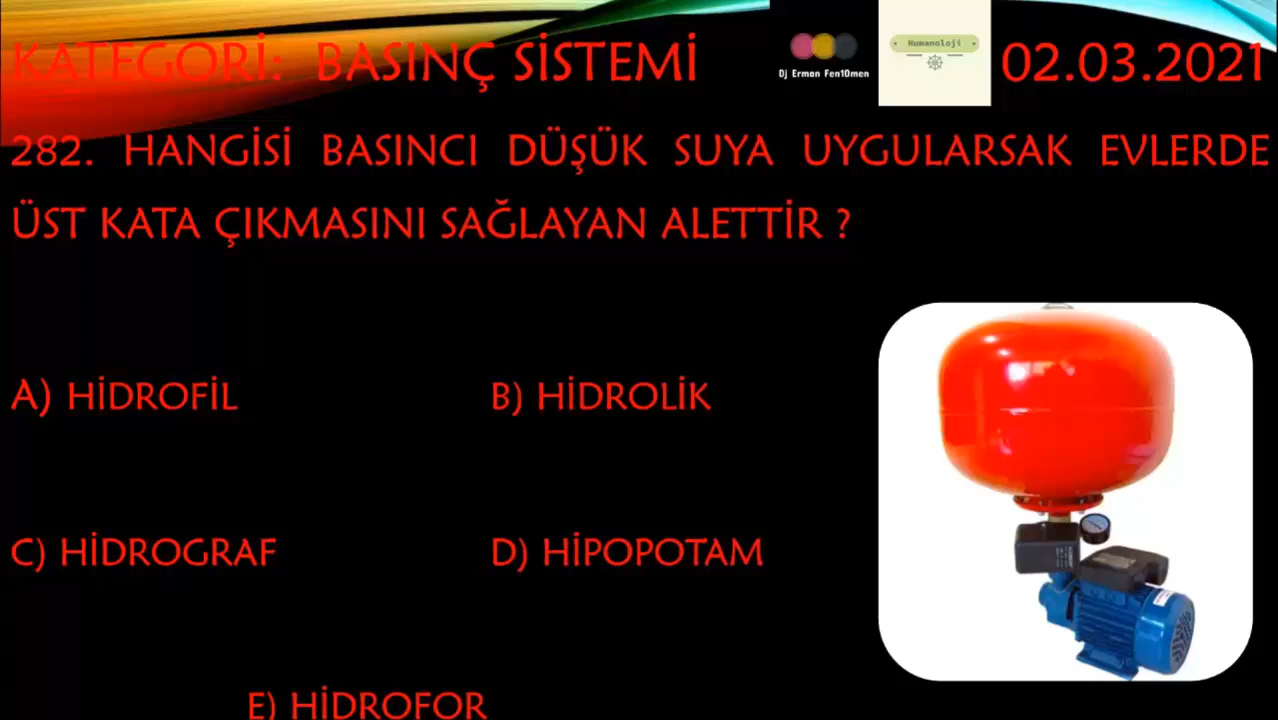 KATEGORİ: BASINÇ SİSTEMİ
Dj Erman Fen10men
Rumanoloji
02.03.2021
282. HANGİSİ BASINCI DÜŞÜK SUYA UYGULARSAK EVLERDE
ÜST KATA ÇIKMASINI SAĞLAYAN ALETTİR ?
A) HİDROFİL
B) HİDROLİK
C) HİDROGRAF
D) HİPOPOTAM
E) HİDROFOR